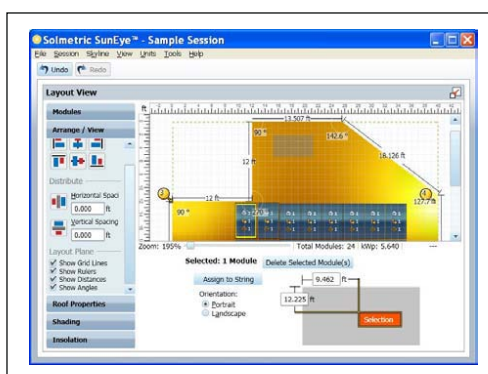 Solmetric SunEye™ - Sample Session
File Session Skyline View Units Tools Help
Undo Redo
Layout View
Modules
Arrange / View
Distribute
Horizontal Spaci
0.000 ft
Vertical Spacing
0.000 ft
Layout Plane
Show Grid Lines
Show Rulers
Show Distances
Show Angles
Roof Properties
Shading
Insolation
ft
13.507 ft
90 °
142.6 °
12 ft
18.126 ft
3
4
12 ft
127.7 ft
90 °
Zoom: 195%
Total Modules: 24
kWp: 5.640
---
Selected: 1 Module
Delete Selected Module(s)
Assign to String
Orientation:
Portrait
Landscape
9.462 ft
12.225 ft
Selection